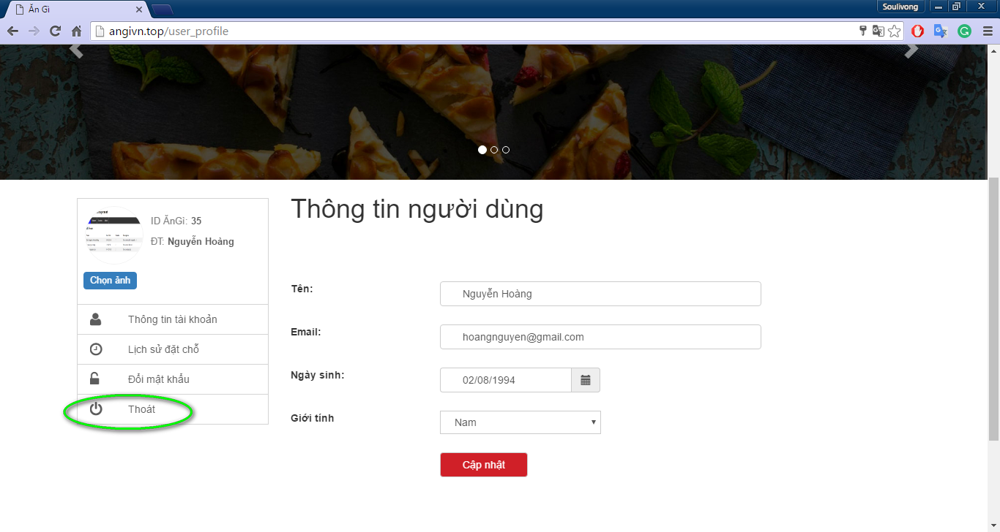 Ăn Gì
Soulivong
angivn.top/user_profile
ID ĂnGì: 35
ĐT: Nguyễn Hoàng
Chọn ảnh
Thông tin tài khoản
Lịch sử đặt chỗ
Đổi mật khẩu
Thoát
Thông tin người dùng
Tên:
Nguyễn Hoàng
Email:
hoangnguyen@gmail.com
Ngày sinh:
02/08/1994
Giới tính
Nam
Cập nhật